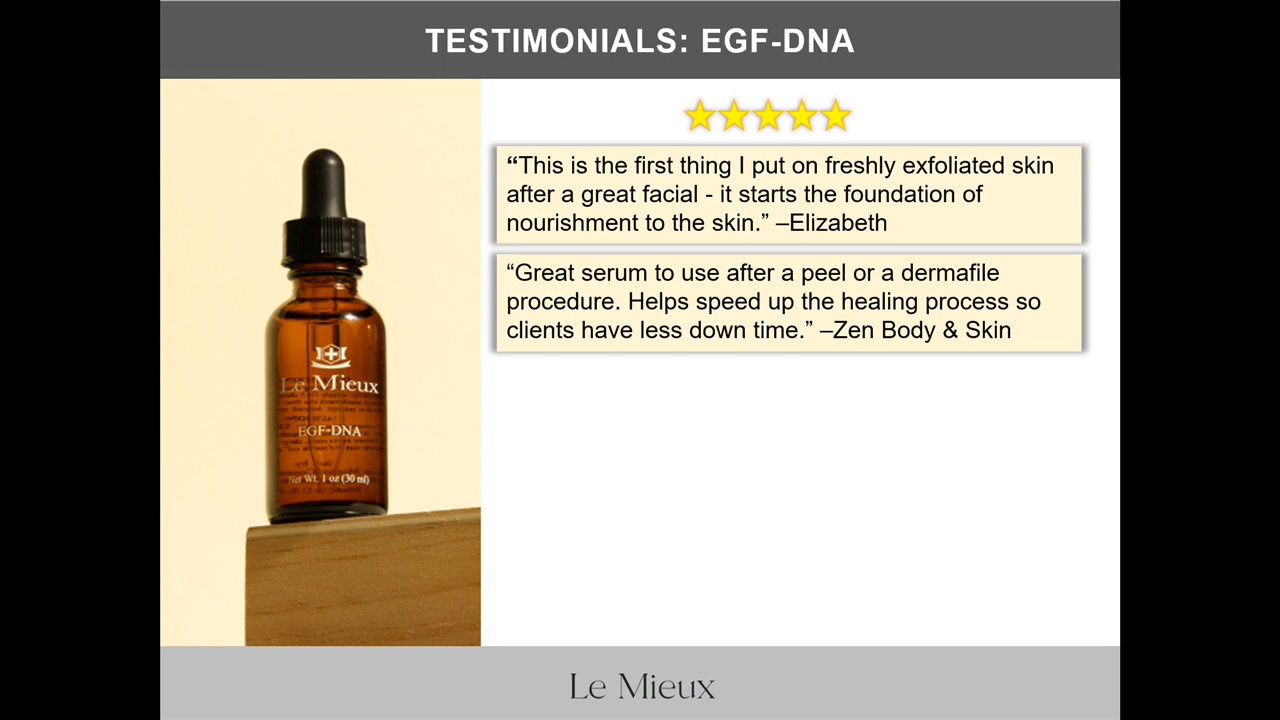 TESTIMONIALS: EGF-DNA
“This is the first thing I put on freshly exfoliated skin
after a great facial - it starts the foundation of
nourishment to the skin.” –Elizabeth
“Great serum to use after a peel or a dermafile
procedure. Helps speed up the healing process so
clients have less down time.” –Zen Body & Skin
Le Mieux
EGF-DNA
Net Wt. 1 oz (30 ml)
Le Mieux